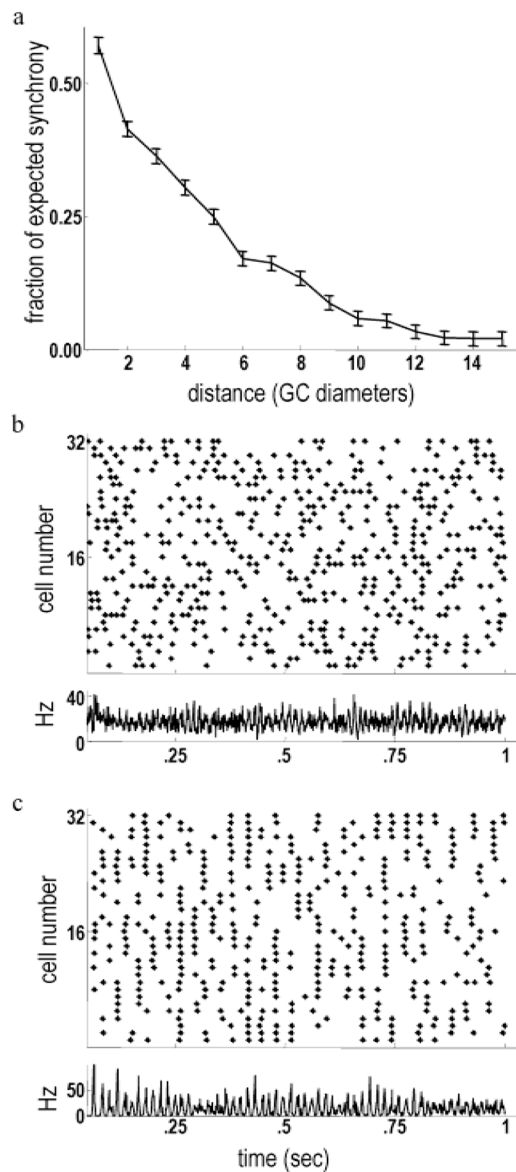 a
0.50
0.25
0.00
fraction of expected synchrony
2 4 6 8 10 12 14
distance (GC diameters)
b
32
16
cell number
40
0
Hz
.25 .5 .75 1
c
32
16
cell number
50
0
Hz
.25 .5 .75 1
time (sec)